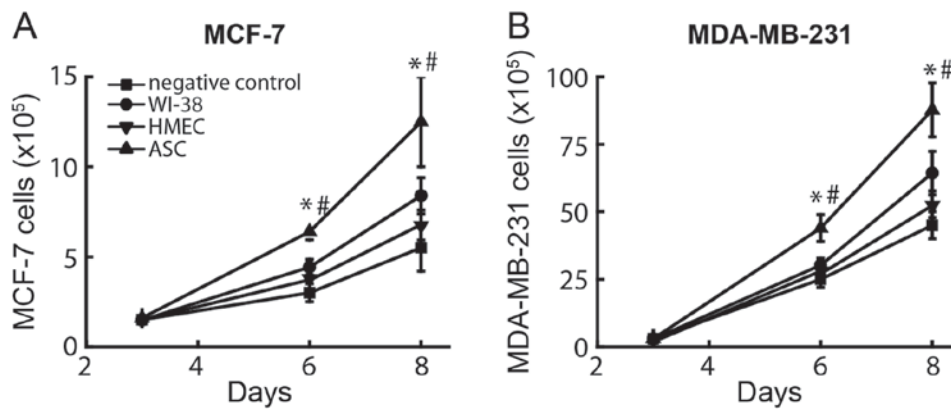 A
MCF-7
MCF-7 cells (x10⁵)
15
10
5
0
2
4
6
8
Days
negative control
WI-38
HMEC
ASC
*#
*#
B
MDA-MB-231
MDA-MB-231 cells (x10⁵)
100
75
50
25
0
2
4
6
8
Days
*#
*#